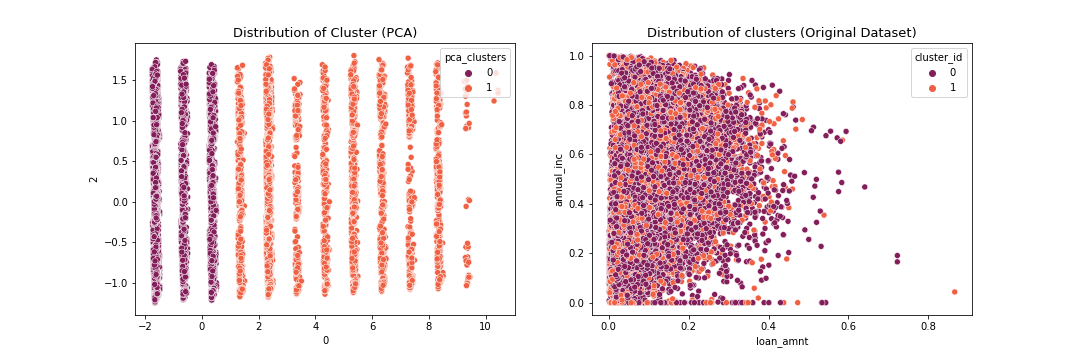 Distribution of Cluster (PCA)
pca_clusters
0
1
1.5
1.0
0.5
0.0
−0.5
−1.0
2
−2 0 2 4 6 8 10
0
Distribution of clusters (Original Dataset)
cluster_id
0
1
1.0
0.8
0.6
0.4
0.2
0.0
annual_inc
0.0 0.2 0.4 0.6 0.8
loan_amnt